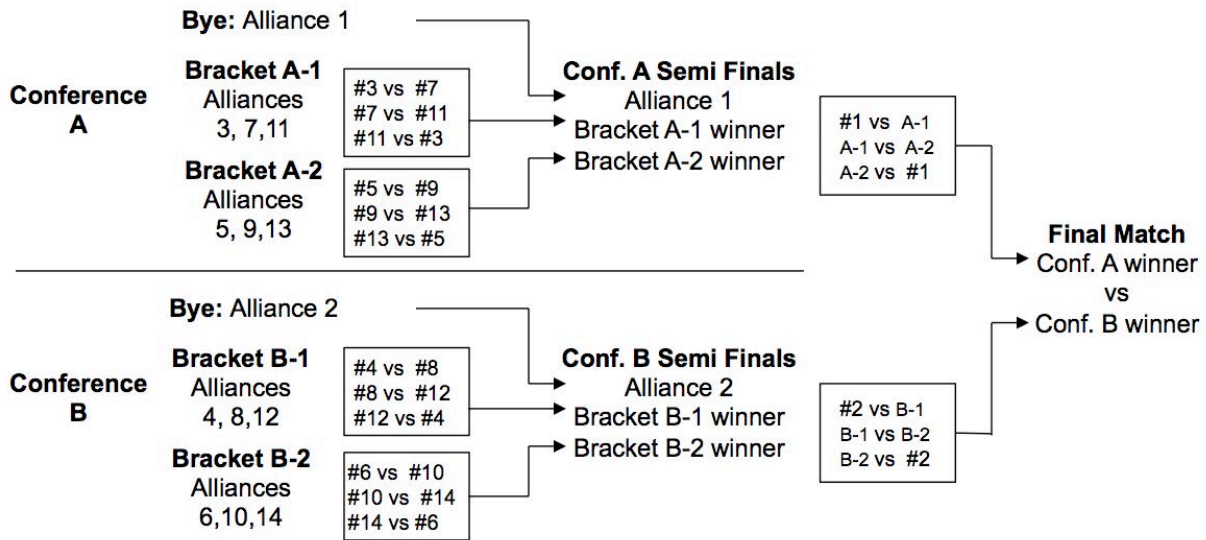 Bye: Alliance 1
Conference
A
Bracket A-1
Alliances
3, 7,11
#3 vs #7
#7 vs #11
#11 vs #3
Bracket A-2
Alliances
5, 9,13
#5 vs #9
#9 vs #13
#13 vs #5
Conf. A Semi Finals
Alliance 1
Bracket A-1 winner
Bracket A-2 winner
#1 vs A-1
A-1 vs A-2
A-2 vs #1
Final Match
Conf. A winner
vs
Conf. B winner
Bye: Alliance 2
Conference
B
Bracket B-1
Alliances
4, 8,12
#4 vs #8
#8 vs #12
#12 vs #4
Bracket B-2
Alliances
6,10,14
#6 vs #10
#10 vs #14
#14 vs #6
Conf. B Semi Finals
Alliance 2
Bracket B-1 winner
Bracket B-2 winner
#2 vs B-1
B-1 vs B-2
B-2 vs #2